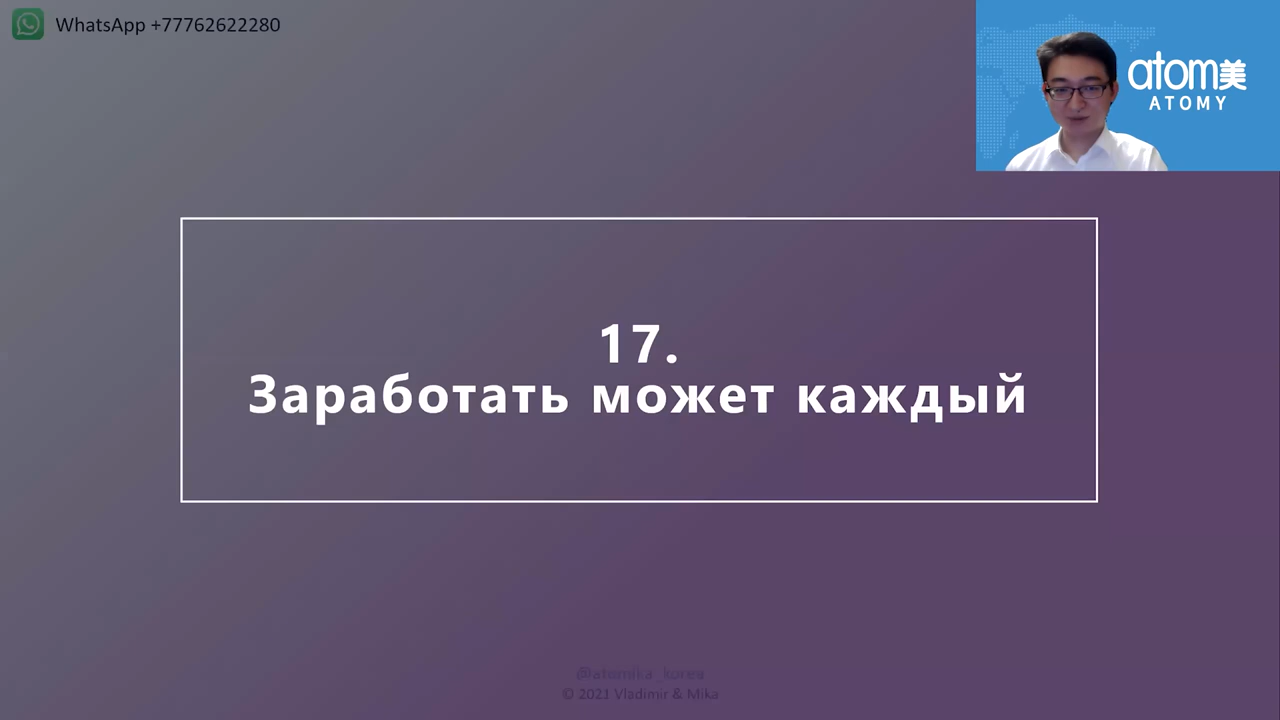 WhatsApp +77762622280
atom美
ATOMY
17.
Заработать может каждый
@atomika_korea
© 2021 Vladimir & Mika